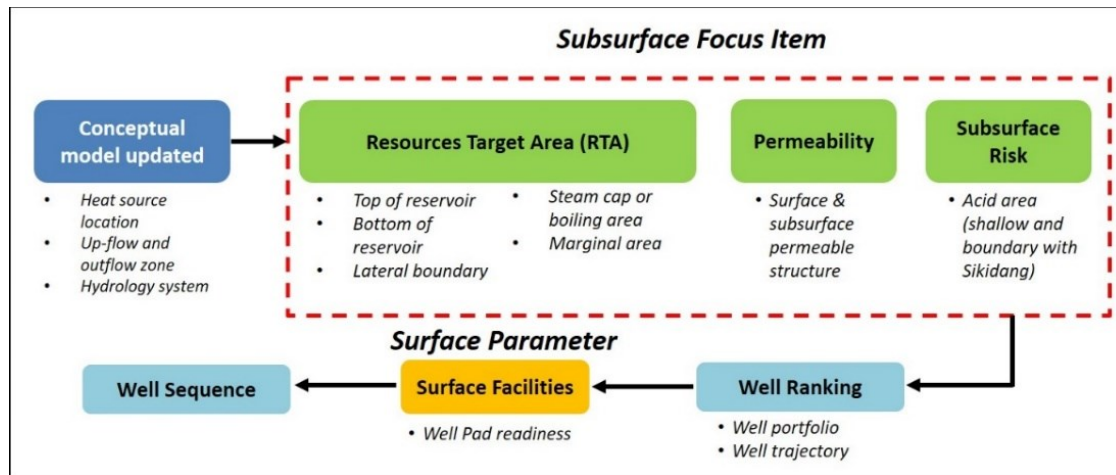 Subsurface Focus Item
Conceptual
model updated
• Heat source
location
• Up-flow and
outflow zone
• Hydrology system
Resources Target Area (RTA)
• Top of reservoir
• Bottom of
reservoir
• Lateral boundary
• Steam cap or
boiling area
• Marginal area
Permeability
• Surface &
subsurface
permeable
structure
Subsurface
Risk
• Acid area
(shallow and
boundary with
Sikidang)
Surface Parameter
Well Sequence
Surface Facilities
• Well Pad readiness
Well Ranking
• Well portfolio
• Well trajectory